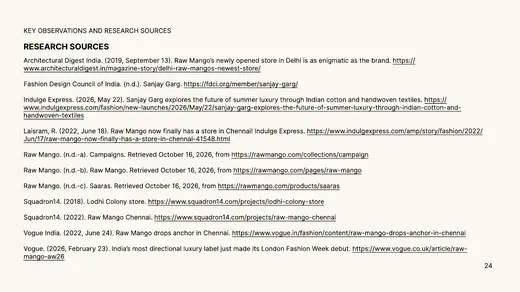 KEY OBSERVATIONS AND RESEARCH SOURCES
RESEARCH SOURCES
Architectural Digest India. (2019, September 13). Raw Mango's newly opened store in Delhi is as enigmatic as the brand. https://
www.architecturaldigest.in/magazine-story/delhi-raw-mangos-newest-store/
Fashion Design Council of India. (n.d.). Sanjay Garg. https://fdci.org/member/sanjay-garg/
Indulge Express. (2026, May 22). Sanjay Garg explores the future of summer luxury through Indian cotton and handwoven textiles. https://
www.indulgexpress.com/fashion/new-launches/2026/May/22/sanjay-garg-explores-the-future-of-summer-luxury-through-indian-cotton-and-
handwoven-textiles
Laisram, R. (2022, June 18). Raw Mango now finally has a store in Chennai! Indulge Express. https://www.indulgexpress.com/amp/story/fashion/2022/
Jun/17/raw-mango-now-finally-has-a-store-in-chennai-41548.html
Raw Mango. (n.d.-a). Campaigns. Retrieved October 16, 2026, from https://rawmango.com/collections/campaign
Raw Mango. (n.d.-b). Raw Mango. Retrieved October 16, 2026, from https://rawmango.com/pages/raw-mango
Raw Mango. (n.d.-c). Saaras. Retrieved October 16, 2026, from https://rawmango.com/products/saaras
Squadron14. (2018). Lodhi Colony store. https://www.squadron14.com/projects/lodhi-colony-store
Squadron14. (2022). Raw Mango Chennai. https://www.squadron14.com/projects/raw-mango-chennai
Vogue India. (2022, June 24). Raw Mango drops anchor in Chennai. https://www.vogue.in/fashion/content/raw-mango-drops-anchor-in-chennai
Vogue. (2026, February 23). India's most directional luxury label just made its London Fashion Week debut. https://www.vogue.co.uk/article/raw-
mango-aw26
24